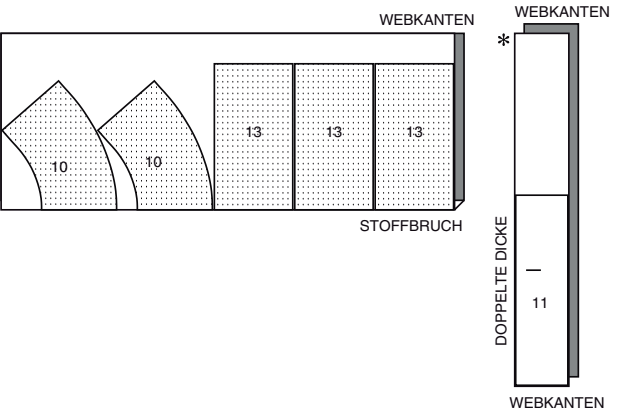 WEBKANTEN
10
10
13
13
13
STOFFBRUCH
WEBKANTEN
*
DOPPELTE DICKE
11
WEBKANTEN